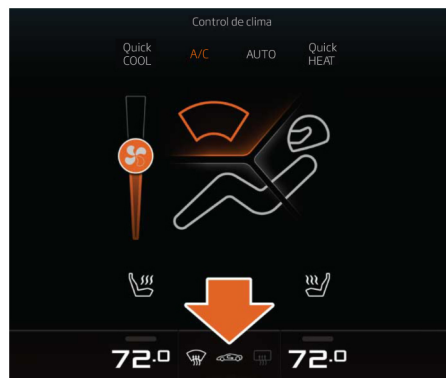 Control de clima
Quick
COOL
A/C
AUTO
Quick
HEAT
72.0
72.0